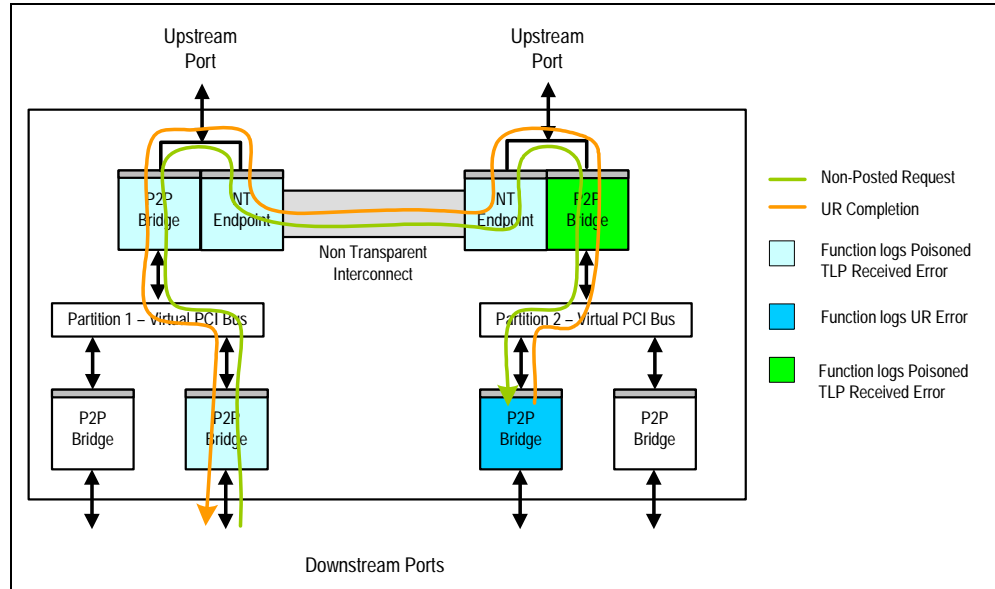 Upstream
Port
Upstream
Port
P2P
Bridge
NT
Endpoint
Non Transparent
Interconnect
NT
Endpoint
P2P
Bridge
Partition 1 – Virtual PCI Bus
Partition 2 – Virtual PCI Bus
P2P
Bridge
P2P
Bridge
P2P
Bridge
P2P
Bridge
Downstream Ports
Non-Posted Request
UR Completion
Function logs Poisoned
TLP Received Error
Function logs UR Error
Function logs Poisoned
TLP Received Error